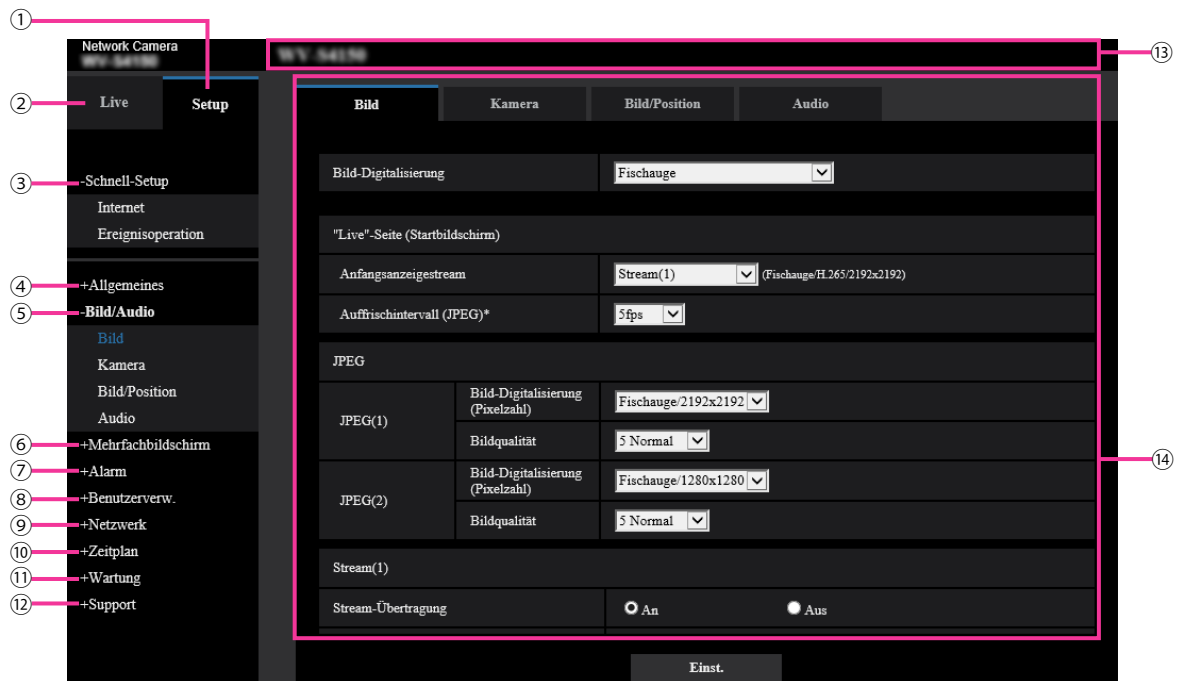 ①
Network Camera
WV-S4150
WV-S4150
⑬
② Live Setup
Bild Kamera Bild/Position Audio
③ -Schnell-Setup
Internet
Ereignisoperation
④ +Allgemeines
⑤ -Bild/Audio
Bild
Kamera
Bild/Position
Audio
⑥ +Mehrfachbildschirm
⑦ +Alarm
⑧ +Benutzerverw.
⑨ +Netzwerk
⑩ +Zeitplan
⑪ +Wartung
⑫ +Support
Bild-Digitalisierung Fischauge
"Live"-Seite (Startbildschirm)
Anfangsanzeigestream Stream(1) (Fischauge/H.265/2192x2192)
Auffrischintervall (JPEG)* 5fps
JPEG
JPEG(1)
Bild-Digitalisierung
(Pixelzahl)
Fischauge/2192x2192
Bildqualität 5 Normal
JPEG(2)
Bild-Digitalisierung
(Pixelzahl)
Fischauge/1280x1280
Bildqualität 5 Normal
⑭
Stream(1)
Stream-Übertragung An Aus
Einst.